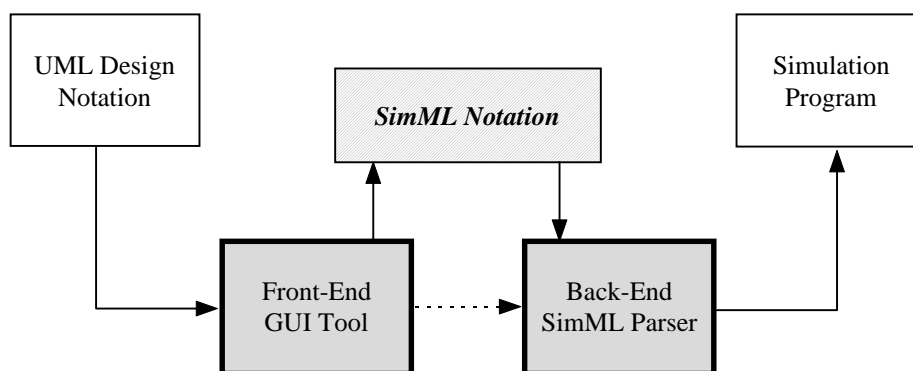 UML Design
Notation
SimML Notation
Simulation
Program
Front-End
GUI Tool
Back-End
SimML Parser